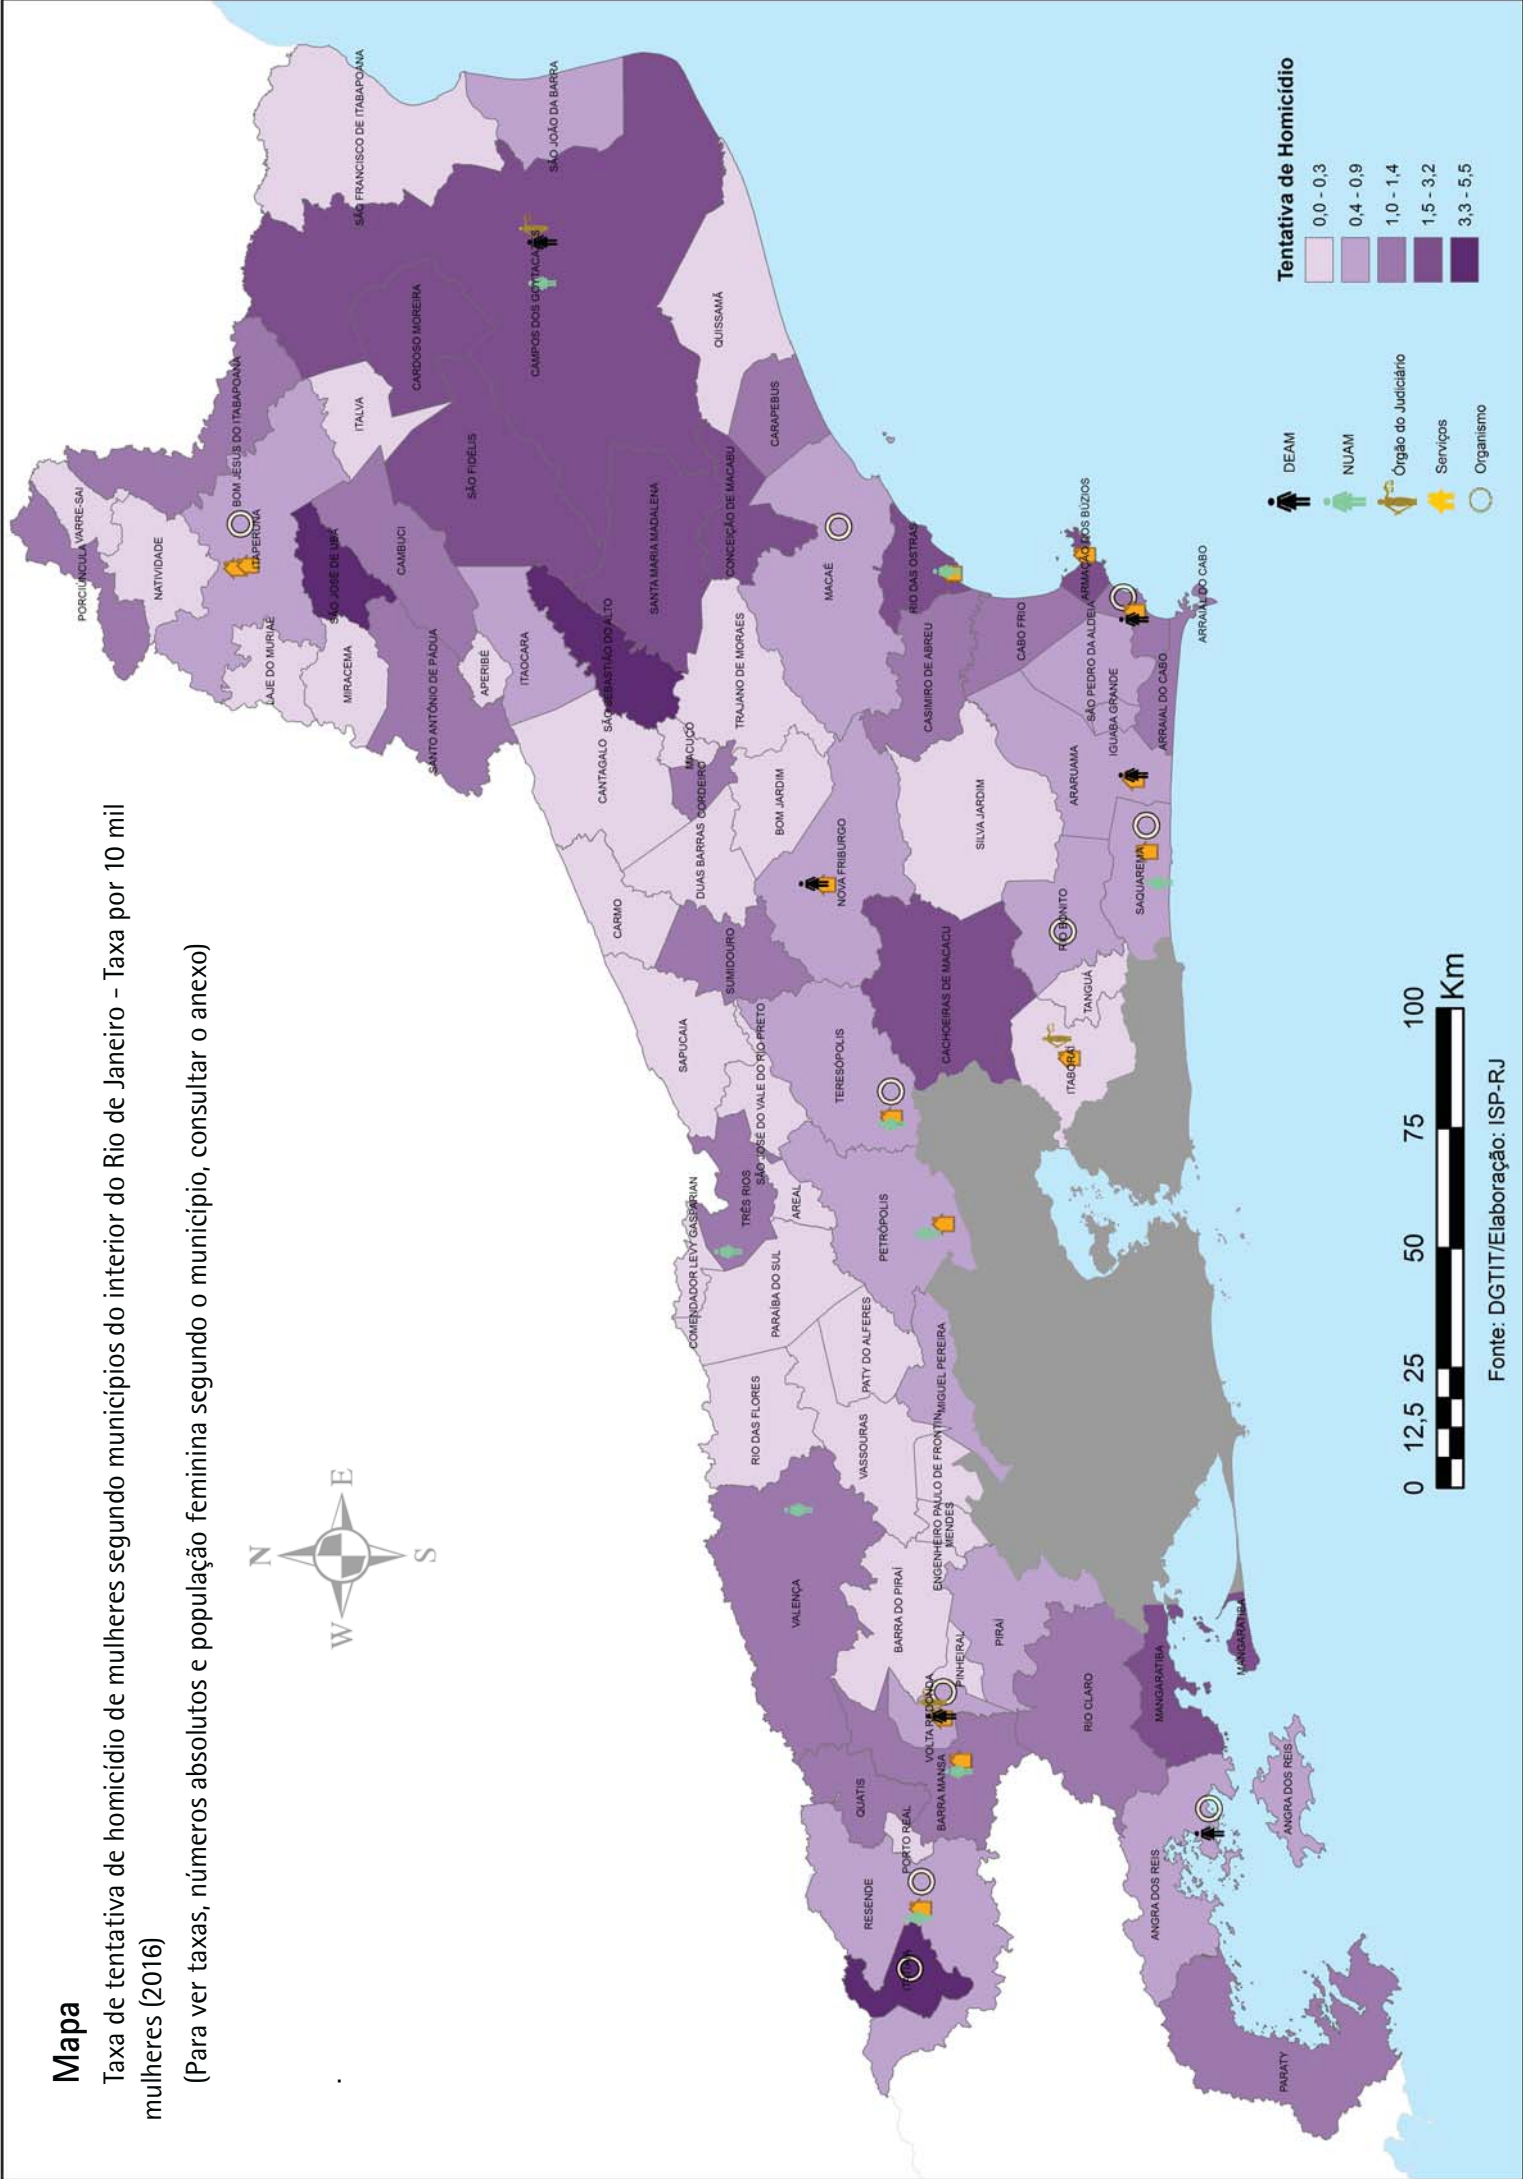 Mapa
Taxa de tentativa de homicídio de mulheres segundo municípios do interior do Rio de Janeiro - Taxa por 10 mil
mulheres (2016)
(Para ver taxas, números absolutos e população feminina segundo o município, consultar o anexo)
.
N
W
E
S
PORCIÚNCULA
VARRE-SAI
NATIVIDADE
BOM JESUS DO ITABAPOANA
ITAPERUNA
LAJE DO MURIAÉ
SÃO JOSÉ DE UBÁ
MIRACEMA
ITALVA
SÃO FRANCISCO DE ITABAPOANA
CAMBUCI
CARDOSO MOREIRA
SANTO ANTÔNIO DE PÁDUA
SÃO FIDÉLIS
APERIBÉ
ITAOCARA
CAMPOS DOS GOYTACAZES
SÃO JOÃO DA BARRA
CANTAGALO
SÃO SEBASTIÃO DO ALTO
CARMO
SANTA MARIA MADALENA
MACUCO
CORDEIRO
DUAS BARRAS
SUMIDOURO
SAPUCAIA
TRAJANO DE MORAES
CONCEIÇÃO DE MACABU
QUISSAMÃ
CARAPEBUS
BOM JARDIM
MACAÉ
NOVA FRIBURGO
COMENDADOR LEVY GASPARIAN
TRÊS RIOS
SÃO JOSÉ DO VALE DO RIO PRETO
AREAL
PARAÍBA DO SUL
RIO DAS FLORES
VALENÇA
TERESÓPOLIS
PETRÓPOLIS
PATY DO ALFERES
VASSOURAS
MIGUEL PEREIRA
ENGENHEIRO PAULO DE FRONTIN
MENDES
BARRA DO PIRAÍ
PINHEIRAL
PIRAÍ
VOLTA REDONDA
BARRA MANSA
QUATIS
PORTO REAL
RESENDE
RIO CLARO
MANGARATIBA
MANGARATIBA
ANGRA DOS REIS
ANGRA DOS REIS
PARATY
CACHOEIRAS DE MACACU
SILVA JARDIM
CASIMIRO DE ABREU
RIO DAS OSTRAS
CABO FRIO
ARMAÇÃO DOS BÚZIOS
SÃO PEDRO DA ALDEIA
IGUABA GRANDE
ARARUAMA
ARRAIAL DO CABO
ARRAIAL DO CABO
SAQUAREMA
RIO BONITO
TANGUÁ
ITABORAÍ
Tentativa de Homicídio
0,0 - 0,3
0,4 - 0,9
1,0 - 1,4
1,5 - 3,2
3,3 - 5,5
DEAM
NUAM
Órgão do Judiciário
Serviços
Organismo
0 12,5 25 50 75 100
Km
Fonte: DGTIT/Elaboração: ISP-RJ